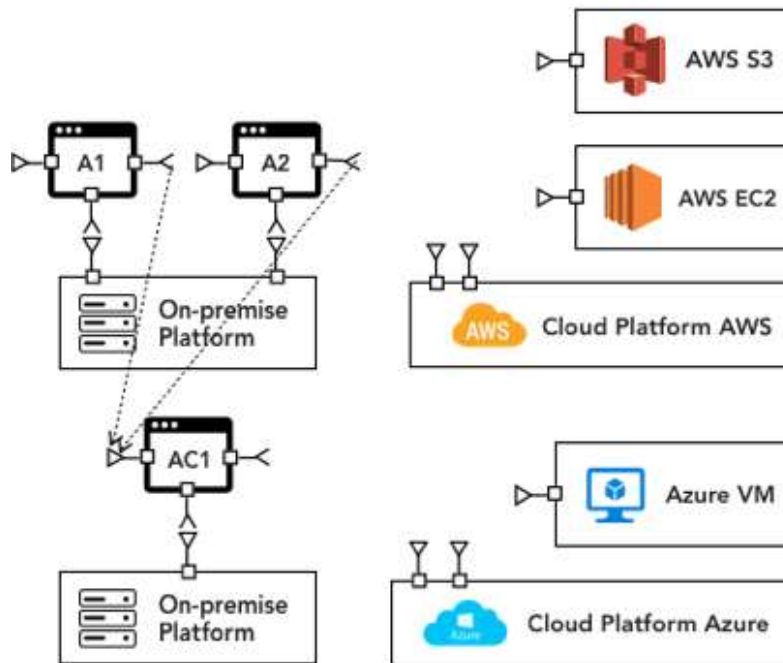 AWS S3
A1
A2
AWS EC2
On-premise
Platform
AWS
Cloud Platform AWS
AC1
Azure VM
On-premise
Platform
Azure
Cloud Platform Azure